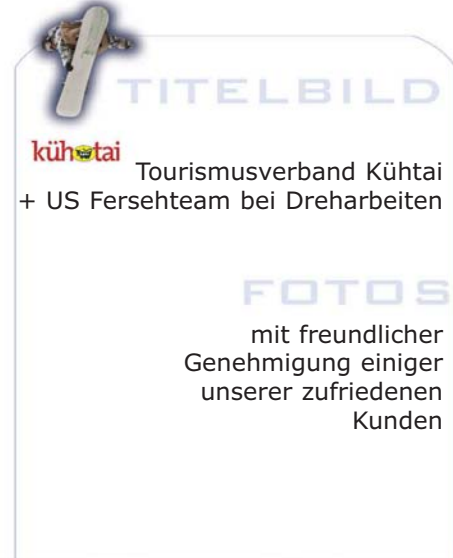 TITELBILD
kühtai
Tourismusverband Kühtai
+ US Fersehteam bei Dreharbeiten
FOTOS
mit freundlicher
Genehmigung einiger
unserer zufriedenen
Kunden